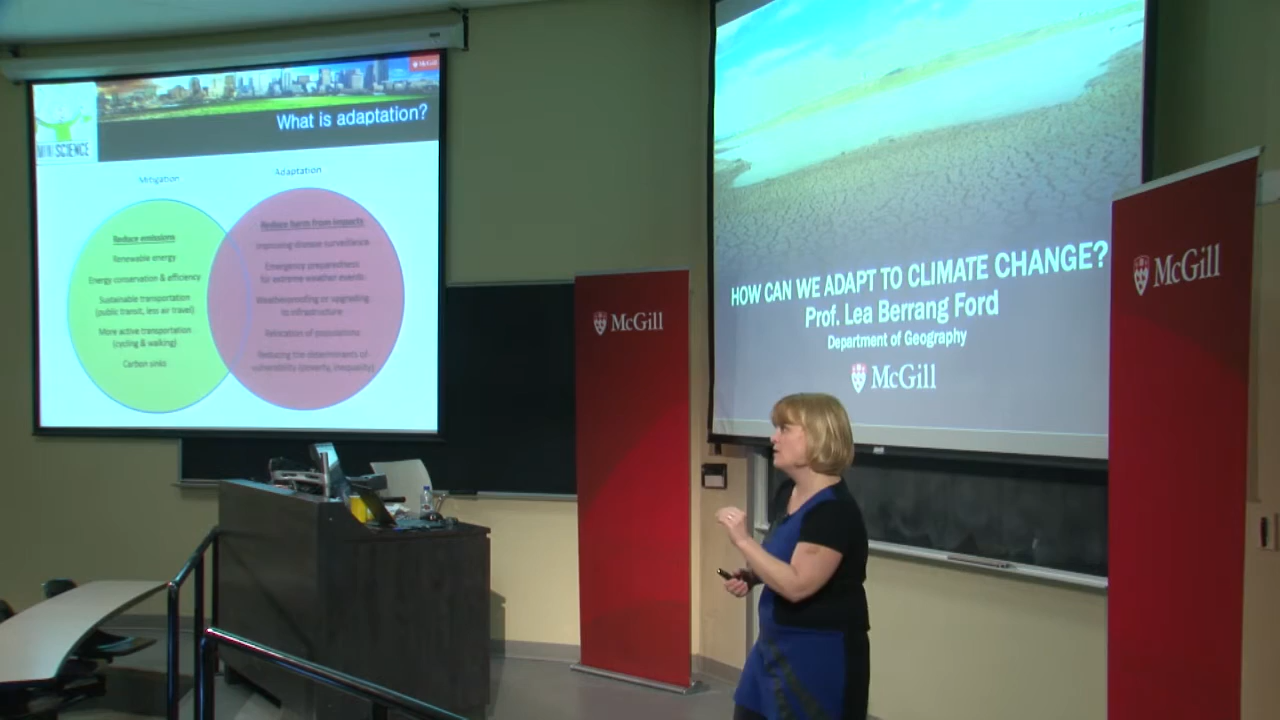 McGill
What is adaptation?
MINISCIENCE
Mitigation
Reduce emissions
Renewable energy
Energy conservation & efficiency
Sustainable transportation
(public transit, less air travel)
More active transportation
(cycling & walking)
Carbon sinks
Adaptation
Reduce harm from impacts
Improving disease surveillance
Emergency preparedness
for extreme weather events
Weatherproofing or upgrading
to infrastructure
Relocation of populations
Reducing the determinants of
vulnerability (poverty, inequality)
McGill
HOW CAN WE ADAPT TO CLIMATE CHANGE?
Prof. Lea Berrang Ford
Department of Geography
McGill
McGill